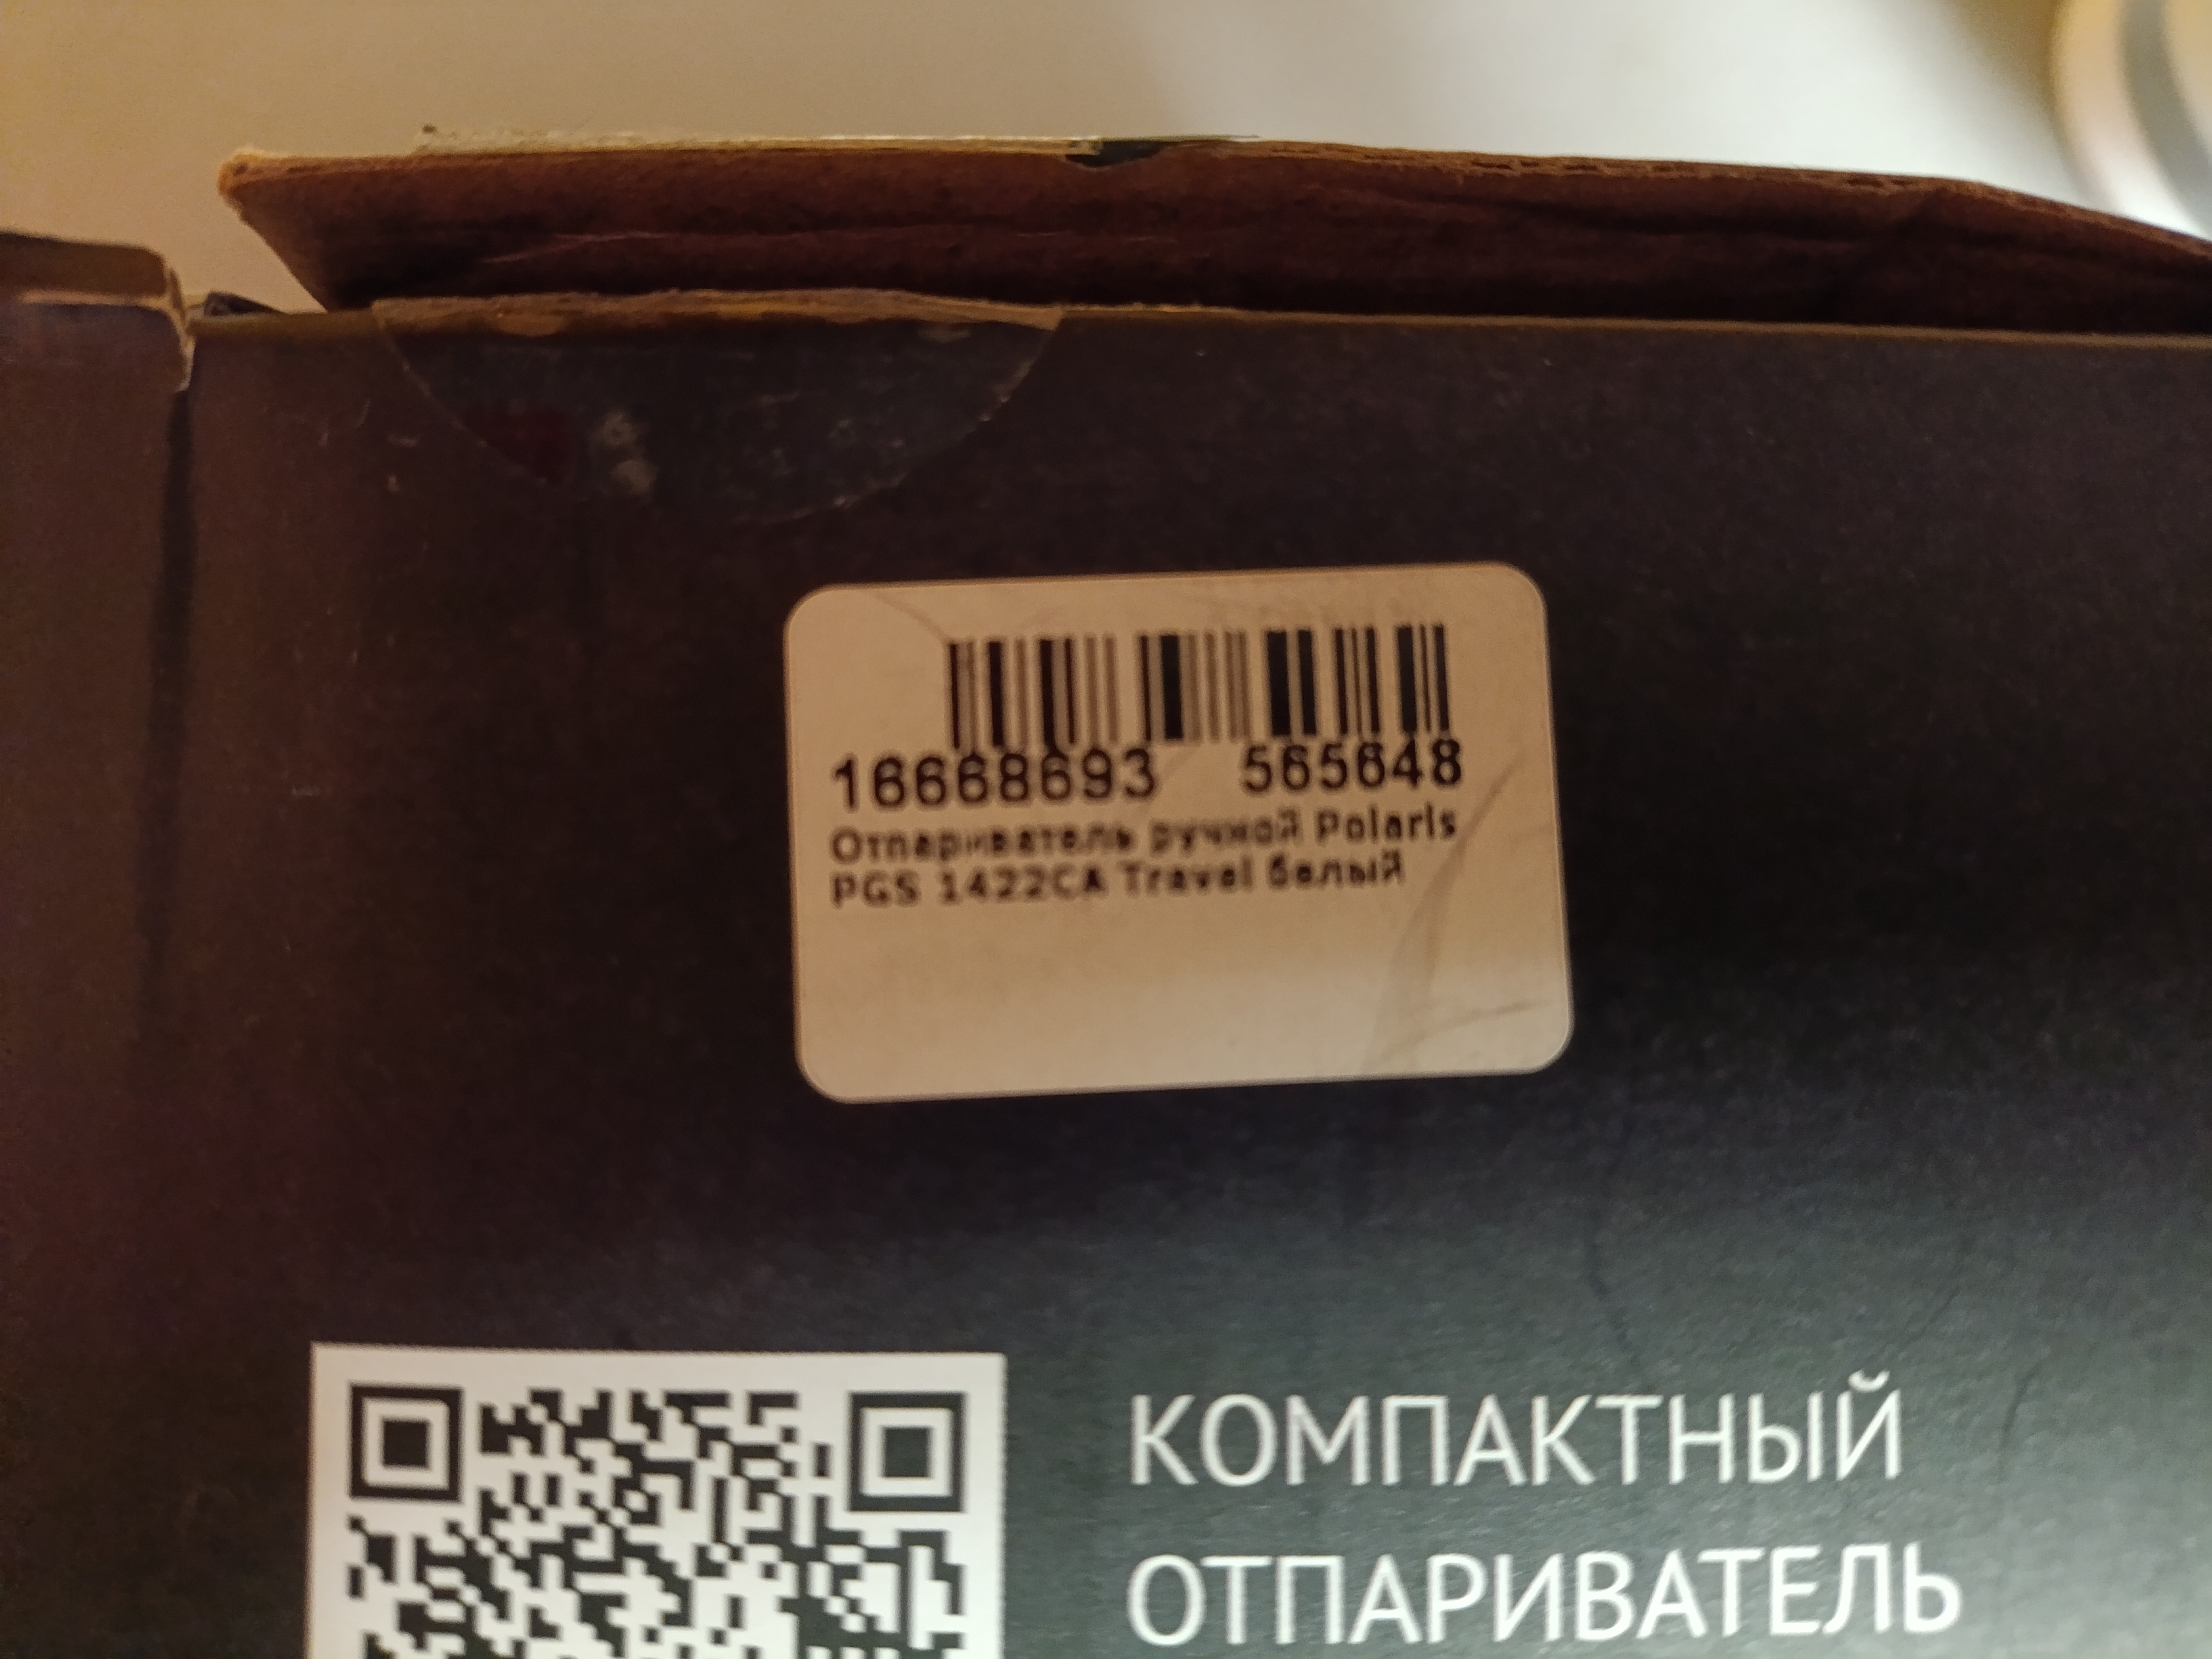 16668693 565648
Отпариватель ручной Polaris
PGS 1422CA Travel белый
КОМПАКТНЫЙ
ОТПАРИВАТЕЛЬ